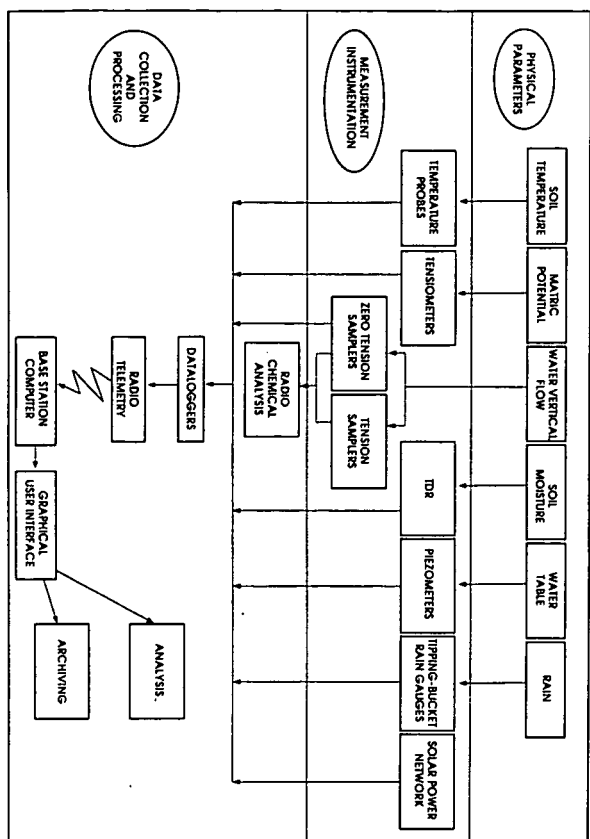 PHYSICAL
PARAMETERS
SOIL
TEMPERATURE
MATRIC
POTENTIAL
WATER VERTICAL
FLOW
SOIL
MOISTURE
WATER
TABLE
RAIN
MEASUREMENT
INSTRUMENTATION
TEMPERATURE
PROBES
TENSIOMETERS
ZERO TENSION
SAMPLERS
TENSION
SAMPLERS
TDR
PIEZOMETERS
TIPPING-BUCKET
RAIN GAUGES
SOLAR POWER
NETWORK
RADIO
CHEMICAL
ANALYSIS
DATA
COLLECTION
AND
PROCESSING
DATALOGGERS
RADIO
TELEMETRY
BASE STATION
COMPUTER
GRAPHICAL
USER INTERFACE
ANALYSIS.
ARCHIVING